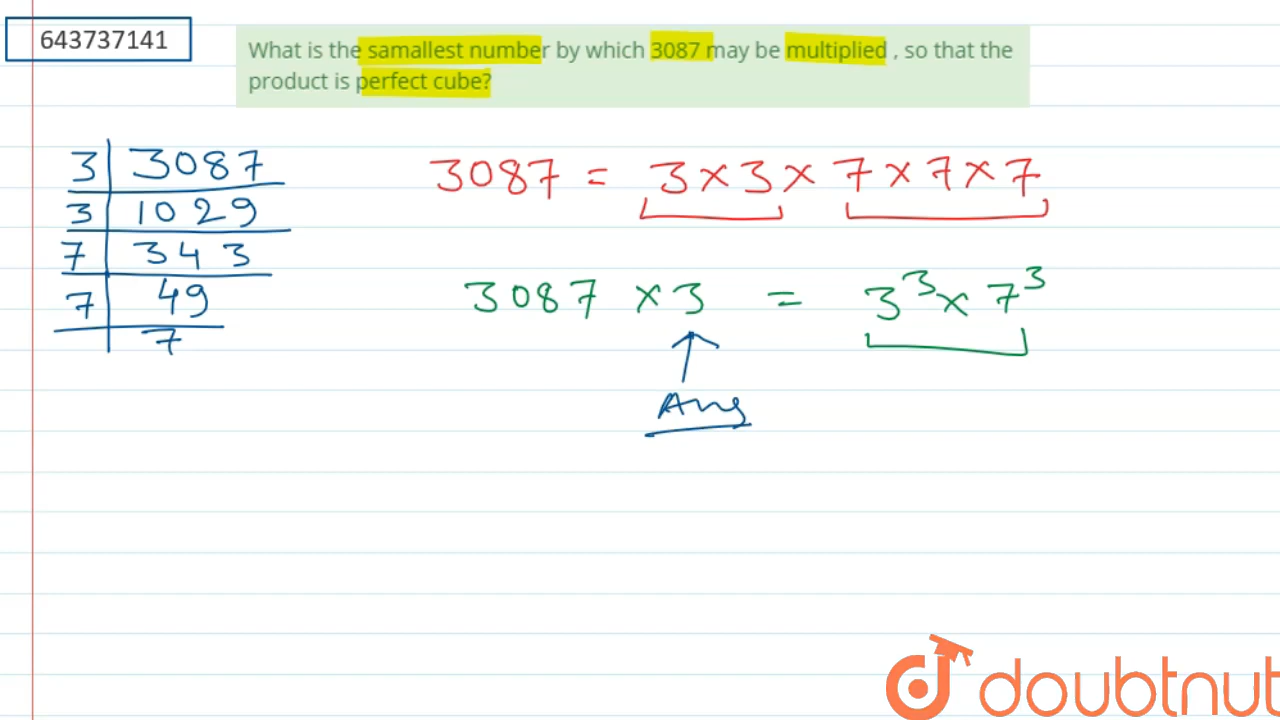 643737141
What is the samallest number by which 3087 may be multiplied , so that the
product is perfect cube?
3 | 3087
3 | 1029
7 | 343
7 | 49
| 7
3087 = 3 × 3 × 7 × 7 × 7
3087 × 3 = 3³ × 7³
Ans
doubtnut